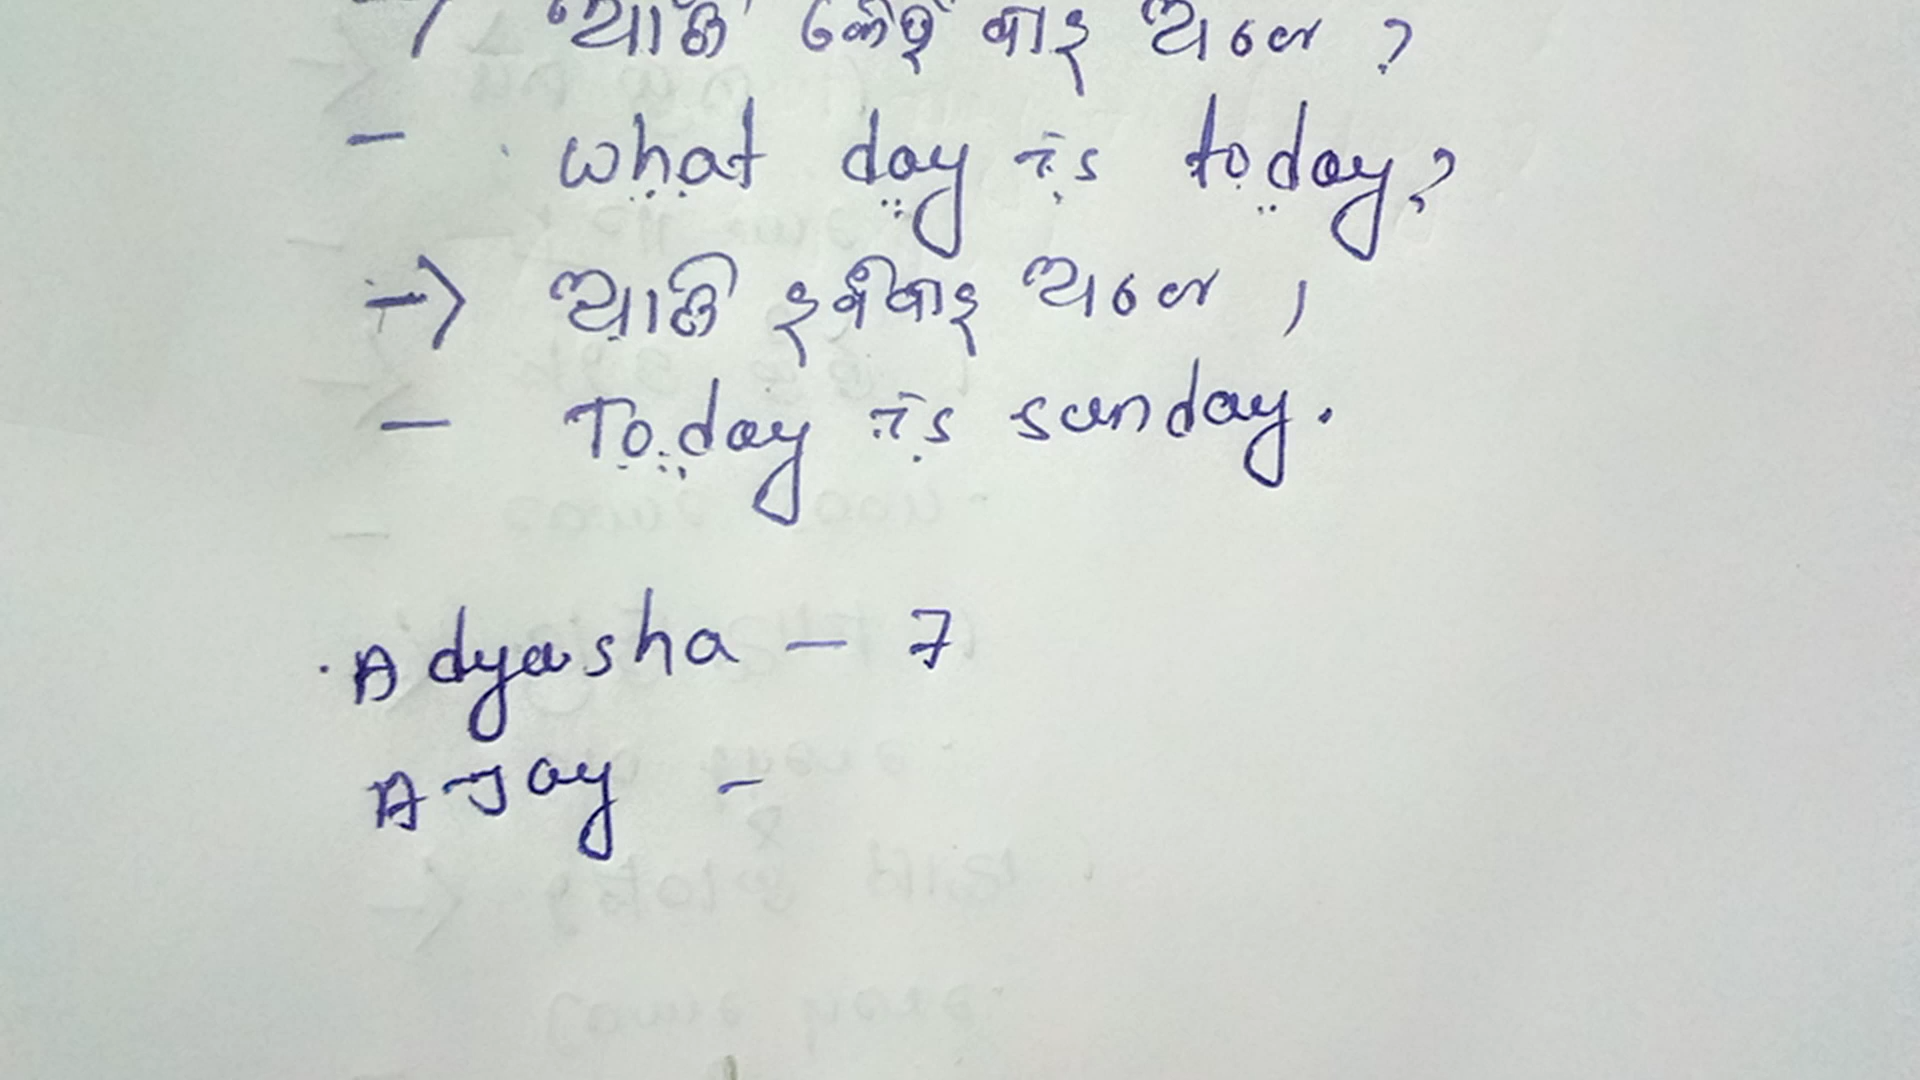 → ଆଜି କେଉଁ ବାର ଅଟେ ?
- what day is today?
→ ଆଜି ରବିବାର ଅଟେ ।
- Today is sunday.
Adyasha - 7
Ajay -